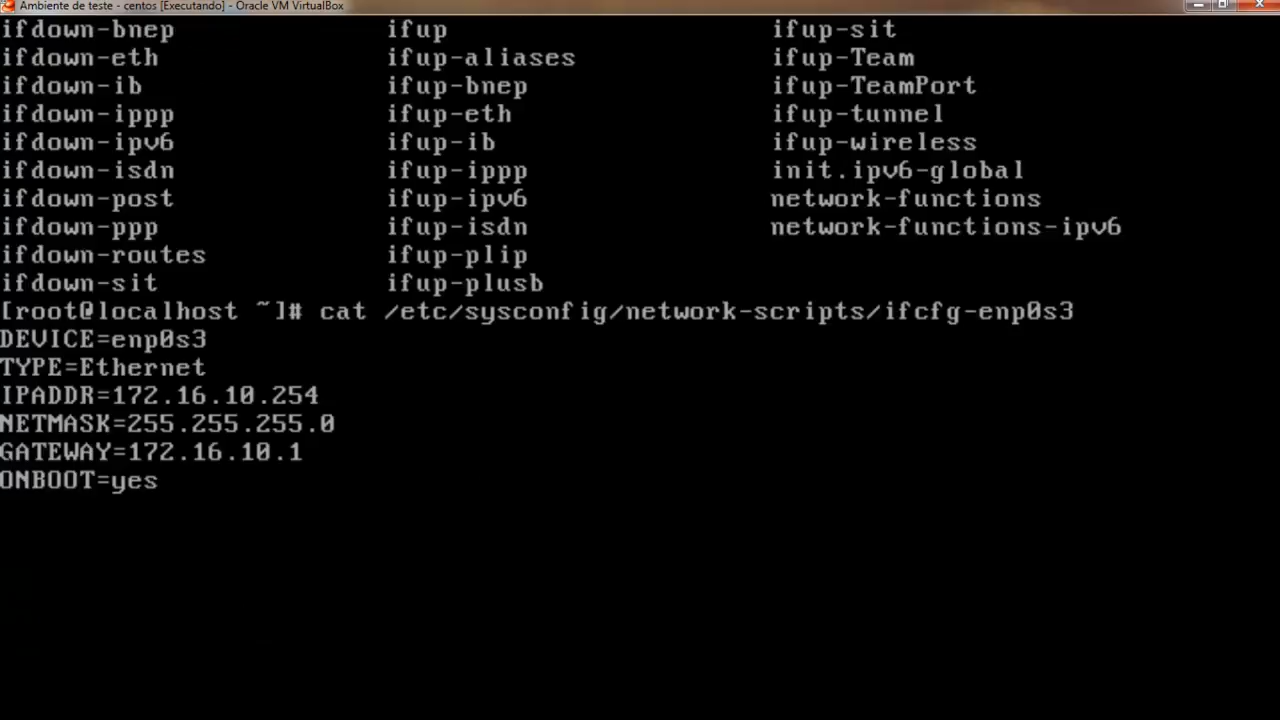 Ambiente de teste - centos [Executando] - Oracle VM VirtualBox
ifdown-bnep ifup ifup-sit
ifdown-eth ifup-aliases ifup-Team
ifdown-ib ifup-bnep ifup-TeamPort
ifdown-ippp ifup-eth ifup-tunnel
ifdown-ipv6 ifup-ib ifup-wireless
ifdown-isdn ifup-ippp init.ipv6-global
ifdown-post ifup-ipv6 network-functions
ifdown-ppp ifup-isdn network-functions-ipv6
ifdown-routes ifup-plip
ifdown-sit ifup-plusb
[root@localhost ~]# cat /etc/sysconfig/network-scripts/ifcfg-enp0s3
DEVICE=enp0s3
TYPE=Ethernet
IPADDR=172.16.10.254
NETMASK=255.255.255.0
GATEWAY=172.16.10.1
ONBOOT=yes